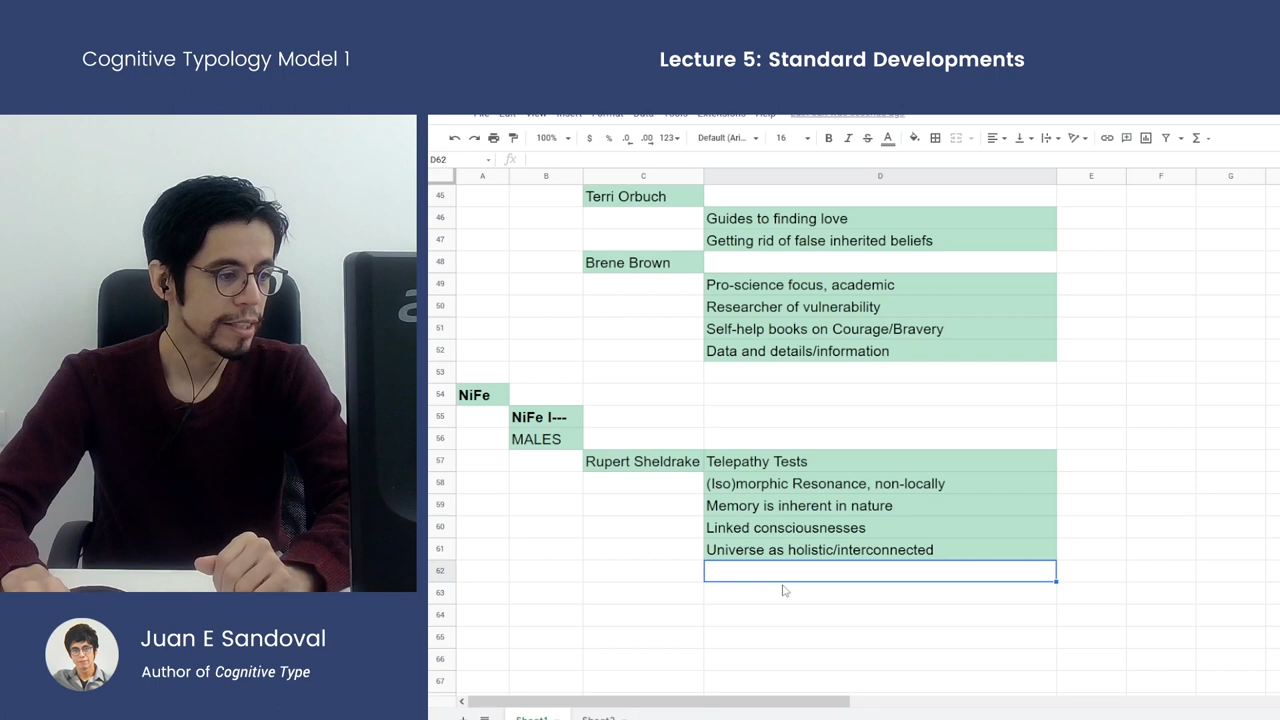 Cognitive Typology Model 1
Lecture 5: Standard Developments
100%
$ % .0 .00 123
Default (Ari...
16
B I S A
D62
fx
A B C D E F G
45 Terri Orbuch
46 Guides to finding love
47 Getting rid of false inherited beliefs
48 Brene Brown
49 Pro-science focus, academic
50 Researcher of vulnerability
51 Self-help books on Courage/Bravery
52 Data and details/information
53
54 NiFe
55 NiFe I---
56 MALES
57 Rupert Sheldrake Telepathy Tests
58 (Iso)morphic Resonance, non-locally
59 Memory is inherent in nature
60 Linked consciousnesses
61 Universe as holistic/interconnected
62
63
64
65
66
67
Juan E Sandoval
Author of Cognitive Type